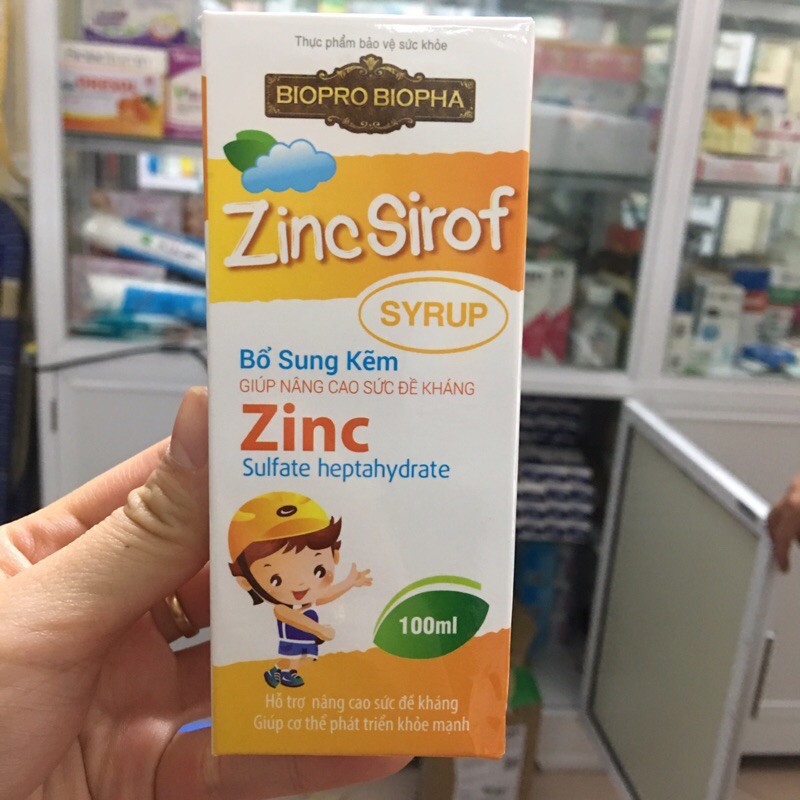 Thực phẩm bảo vệ sức khỏe
BIOPRO BIOPHA
Zinc Sirof
SYRUP
Bổ Sung Kẽm
GIÚP NÂNG CAO SỨC ĐỀ KHÁNG
Zinc
Sulfate heptahydrate
100ml
Hỗ trợ nâng cao sức đề kháng
Giúp cơ thể phát triển khỏe mạnh